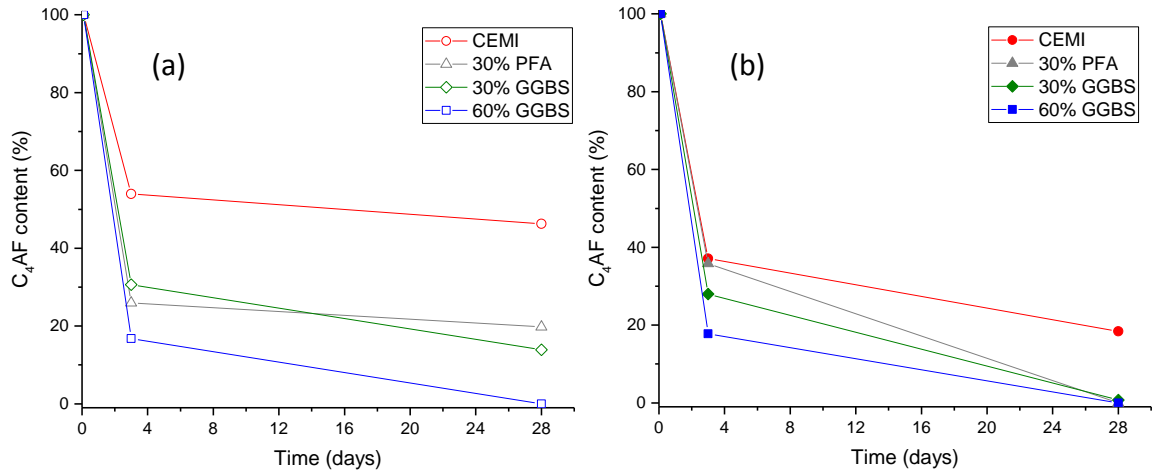 (a)
CEMI
30% PFA
30% GGBS
60% GGBS
C₄AF content (%)
100
80
60
40
20
0
0 4 8 12 16 20 24 28
Time (days)
(b)
CEMI
30% PFA
30% GGBS
60% GGBS
C₄AF content (%)
100
80
60
40
20
0
0 4 8 12 16 20 24 28
Time (days)